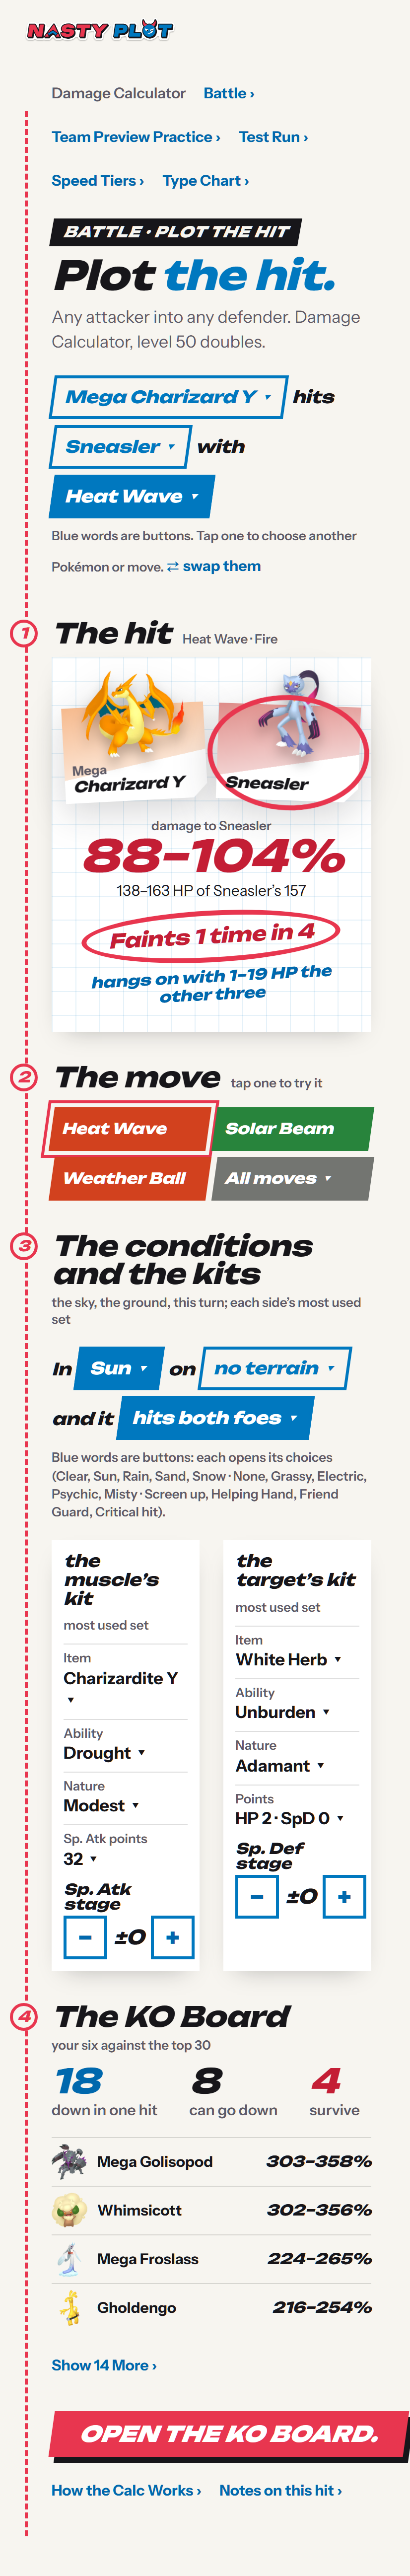 NASTY PLOT
Damage Calculator Battle ›
Team Preview Practice › Test Run ›
Speed Tiers › Type Chart ›
BATTLE · PLOT THE HIT
Plot the hit.
Any attacker into any defender. Damage
Calculator, level 50 doubles.
Mega Charizard Y ▾ hits
Sneasler ▾ with
Heat Wave ▾
Blue words are buttons. Tap one to choose another
Pokémon or move. ⇄ swap them
1 The hit Heat Wave · Fire
Mega
Charizard Y
Sneasler
damage to Sneasler
88–104%
138–163 HP of Sneasler’s 157
Faints 1 time in 4
hangs on with 1–19 HP the
other three
2 The move tap one to try it
Heat Wave Solar Beam
Weather Ball All moves ▾
3 The conditions
and the kits
the sky, the ground, this turn; each side’s most used
set
In Sun ▾ on no terrain ▾
and it hits both foes ▾
Blue words are buttons: each opens its choices
(Clear, Sun, Rain, Sand, Snow · None, Grassy, Electric,
Psychic, Misty · Screen up, Helping Hand, Friend
Guard, Critical hit).
the
muscle’s
kit
most used set
Item
Charizardite Y
▾
Ability
Drought ▾
Nature
Modest ▾
Sp. Atk points
32 ▾
Sp. Atk
stage
− ±0 +
the
target’s kit
most used set
Item
White Herb ▾
Ability
Unburden ▾
Nature
Adamant ▾
Points
HP 2 · SpD 0 ▾
Sp. Def
stage
− ±0 +
4 The KO Board
your six against the top 30
18 8 4
down in one hit can go down survive
Mega Golisopod 303–358%
Whimsicott 302–356%
Mega Froslass 224–265%
Gholdengo 216–254%
Show 14 More ›
OPEN THE KO BOARD.
How the Calc Works › Notes on this hit ›